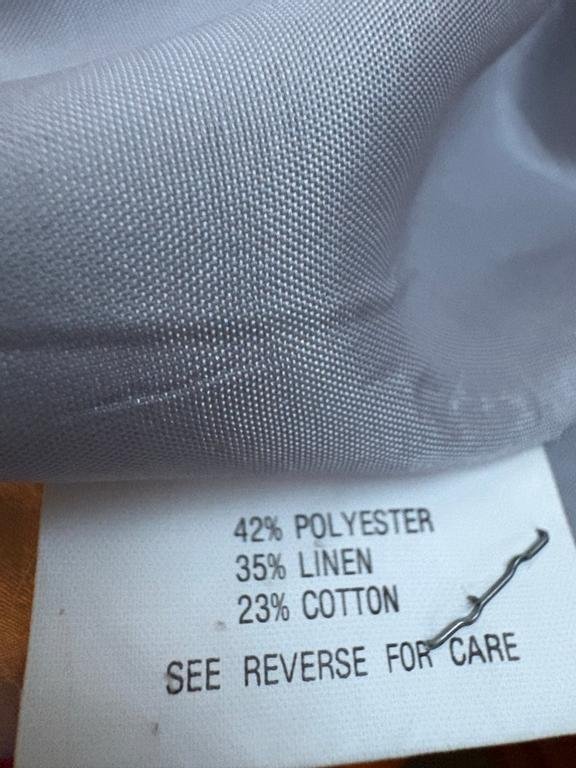 42% POLYESTER
35% LINEN
23% COTTON
SEE REVERSE FOR CARE